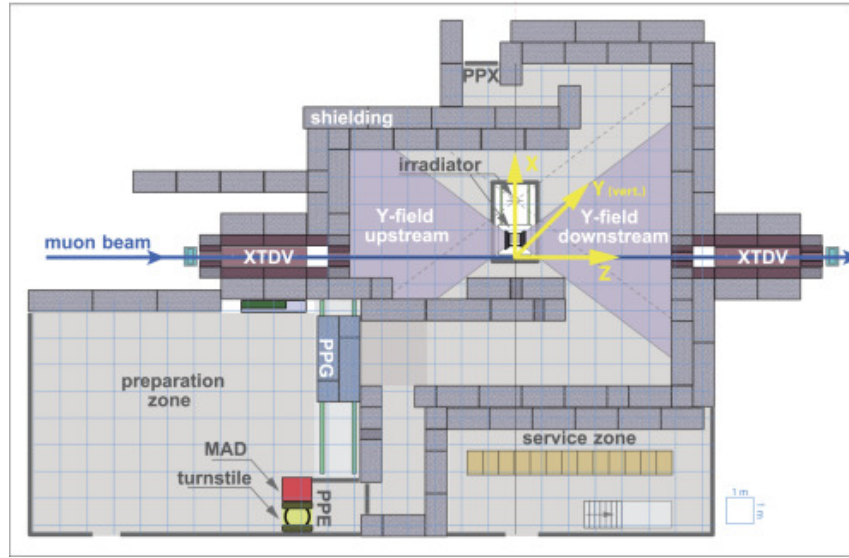 PPX
shielding
irradiator
X
Y (vert.)
Y-field
upstream
Y-field
downstream
muon beam
XTDV
XTDV
Z
PPG
preparation
zone
MAD
turnstile
PPE
service zone
1 m
1 m